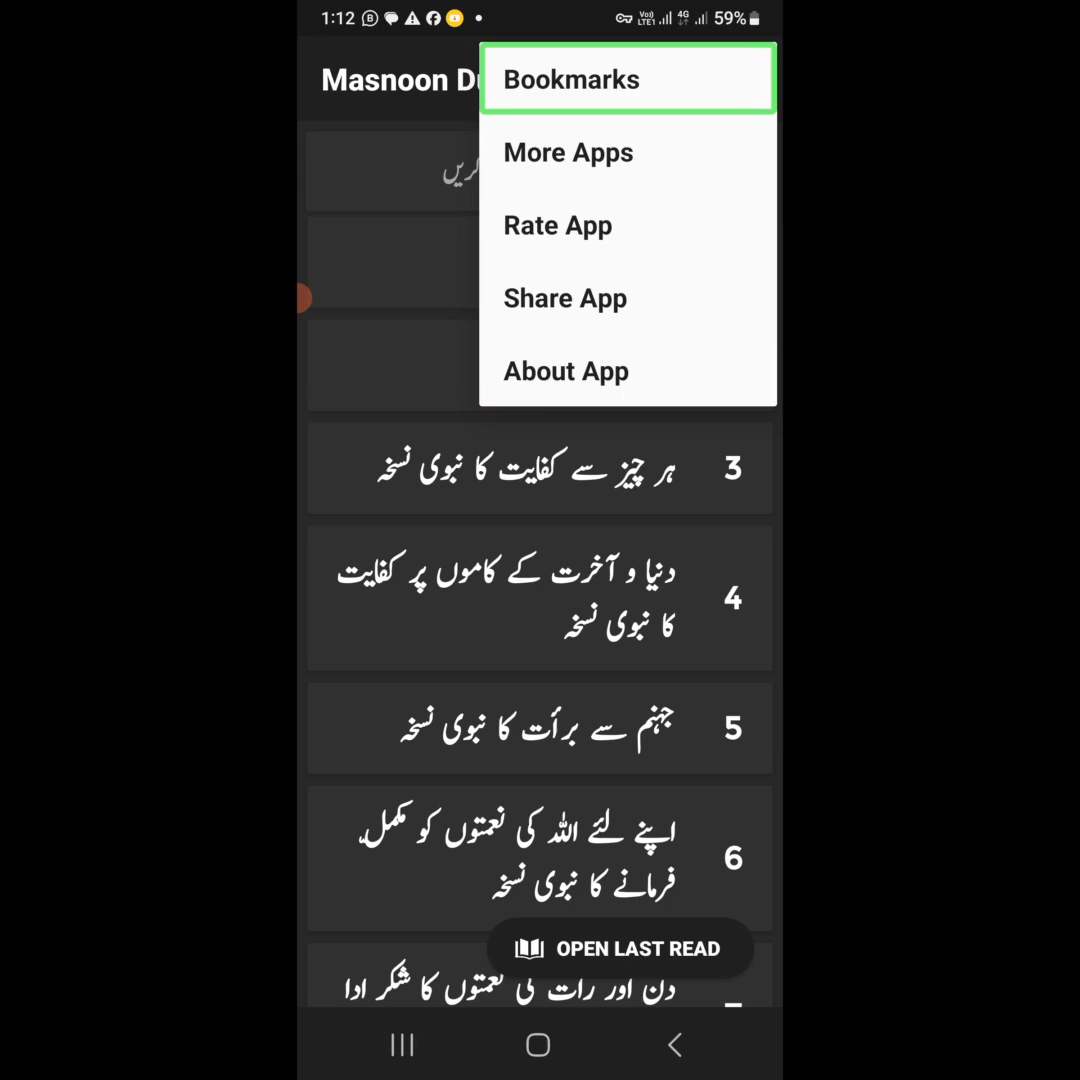 1:12 59%
Masnoon
Bookmarks
More Apps
Rate App
Share App
About App
کریں
3 ہر چیز سے کفایت کا نبوی نسخہ
4 دنیا و آخرت کے کاموں پر کفایت
کا نبوی نسخہ
5 جہنم سے برأت کا نبوی نسخہ
6 اپنے لئے اللہ کی نعمتوں کو مکمل
فرمانے کا نبوی نسخہ
OPEN LAST READ
دن اور رات کی نعمتوں کا شکر ادا